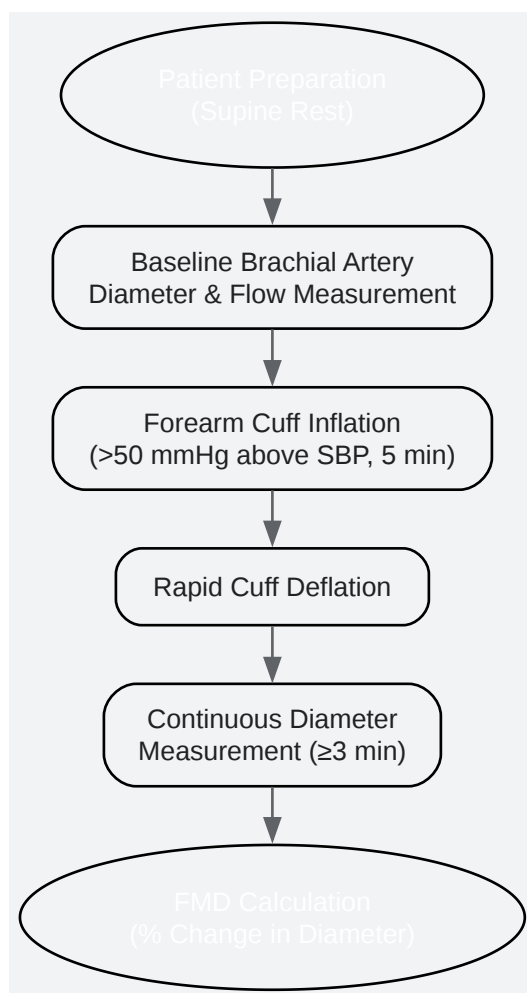 Patient Preparation
(Supine Rest)
Baseline Brachial Artery
Diameter & Flow Measurement
Forearm Cuff Inflation
(>50 mmHg above SBP, 5 min)
Rapid Cuff Deflation
Continuous Diameter
Measurement (≥3 min)
FMD Calculation
(% Change in Diameter)